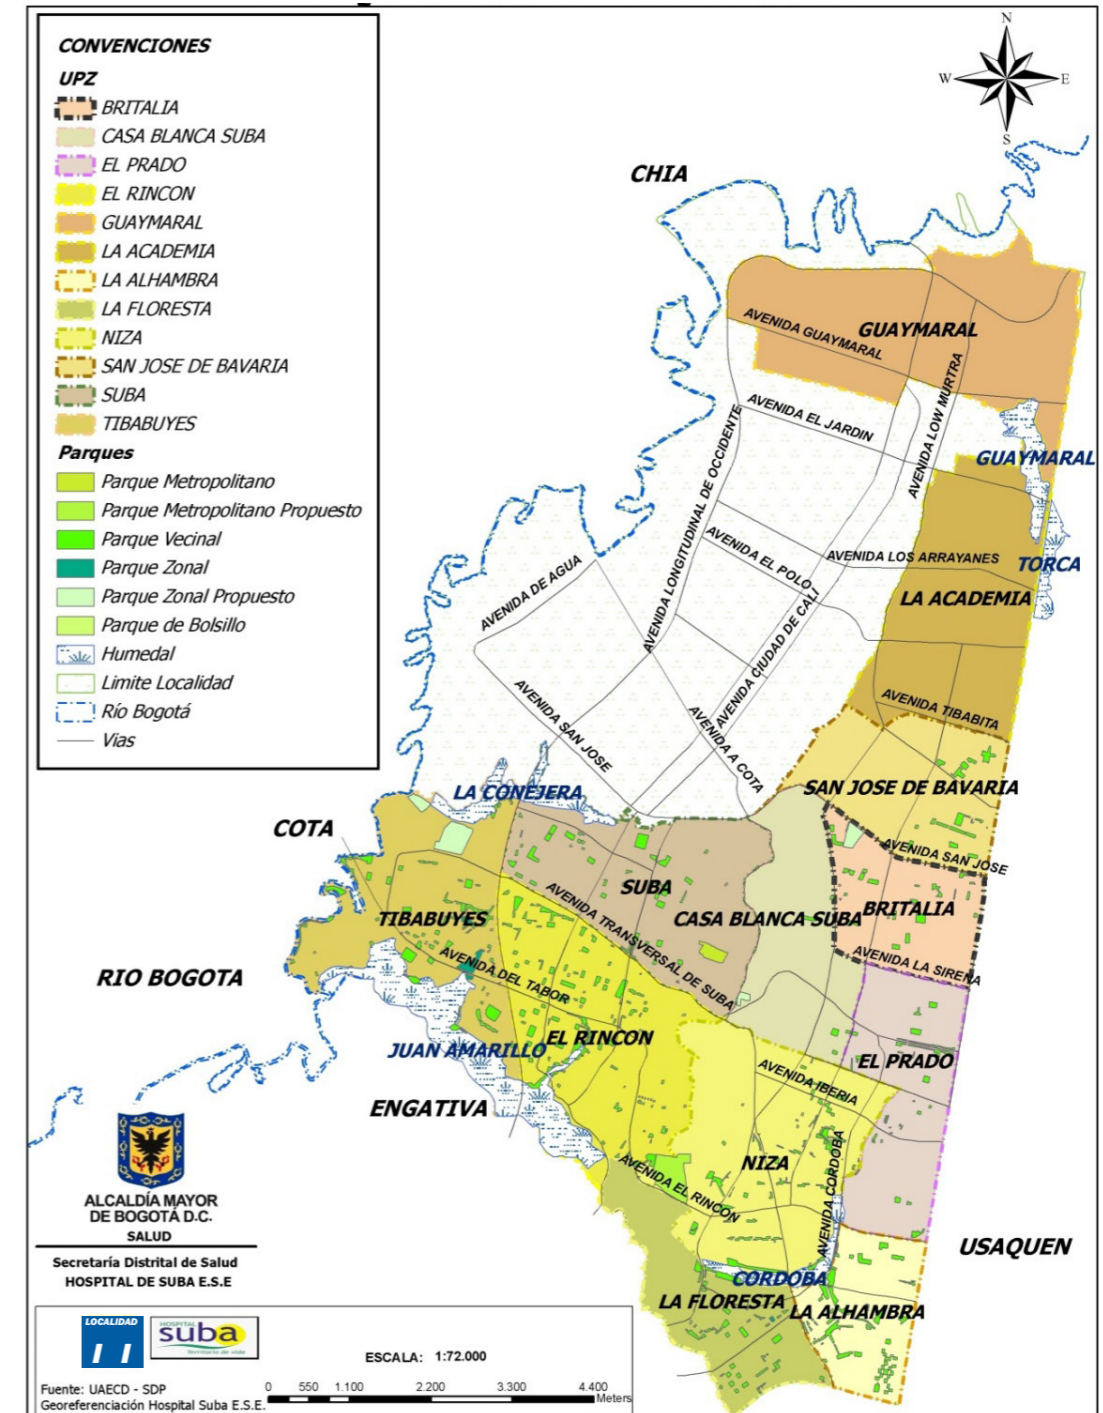 CONVENCIONES
UPZ
BRITALIA
CASA BLANCA SUBA
EL PRADO
EL RINCON
GUAYMARAL
LA ACADEMIA
LA ALHAMBRA
LA FLORESTA
NIZA
SAN JOSE DE BAVARIA
SUBA
TIBABUYES
Parques
Parque Metropolitano
Parque Metropolitano Propuesto
Parque Vecinal
Parque Zonal
Parque Zonal Propuesto
Parque de Bolsillo
Humedal
Limite Localidad
Río Bogotá
Vias
N
W
E
S
CHIA
AVENIDA GUAYMARAL
GUAYMARAL
AVENIDA LOW MURTRA
AVENIDA EL JARDIN
AVENIDA LONGITUDINAL DE OCCIDENTE
GUAYMARAL
AVENIDA DE AGUA
AVENIDA EL POLO
AVENIDA LOS ARRAYANES
TORCA
LA ACADEMIA
AVENIDA CIUDAD DE CALI
AVENIDA SAN JOSE
AVENIDA A COTA
AVENIDA TIBABITA
LA CONEJERA
SAN JOSE DE BAVARIA
COTA
AVENIDA SAN JOSE
SUBA
TIBABUYES
AVENIDA TRANSVERSAL DE SUBA
CASA BLANCA SUBA
BRITALIA
RIO BOGOTA
AVENIDA DEL TABOR
AVENIDA LA SIRENA
JUAN AMARILLO
EL RINCON
EL PRADO
AVENIDA IBERIA
ENGATIVA
NIZA
AVENIDA CORDOBA
AVENIDA EL RINCON
USAQUEN
CORDOBA
LA FLORESTA
LA ALHAMBRA
ALCALDÍA MAYOR
DE BOGOTÁ D.C.
SALUD
Secretaría Distrital de Salud
HOSPITAL DE SUBA E.S.E
LOCALIDAD
11
HOSPITAL
suba
Territorio de vida
ESCALA: 1:72.000
Fuente: UAECD - SDP
Georeferenciación Hospital Suba E.S.E.
0 550 1.100 2.200 3.300 4.400
Meters